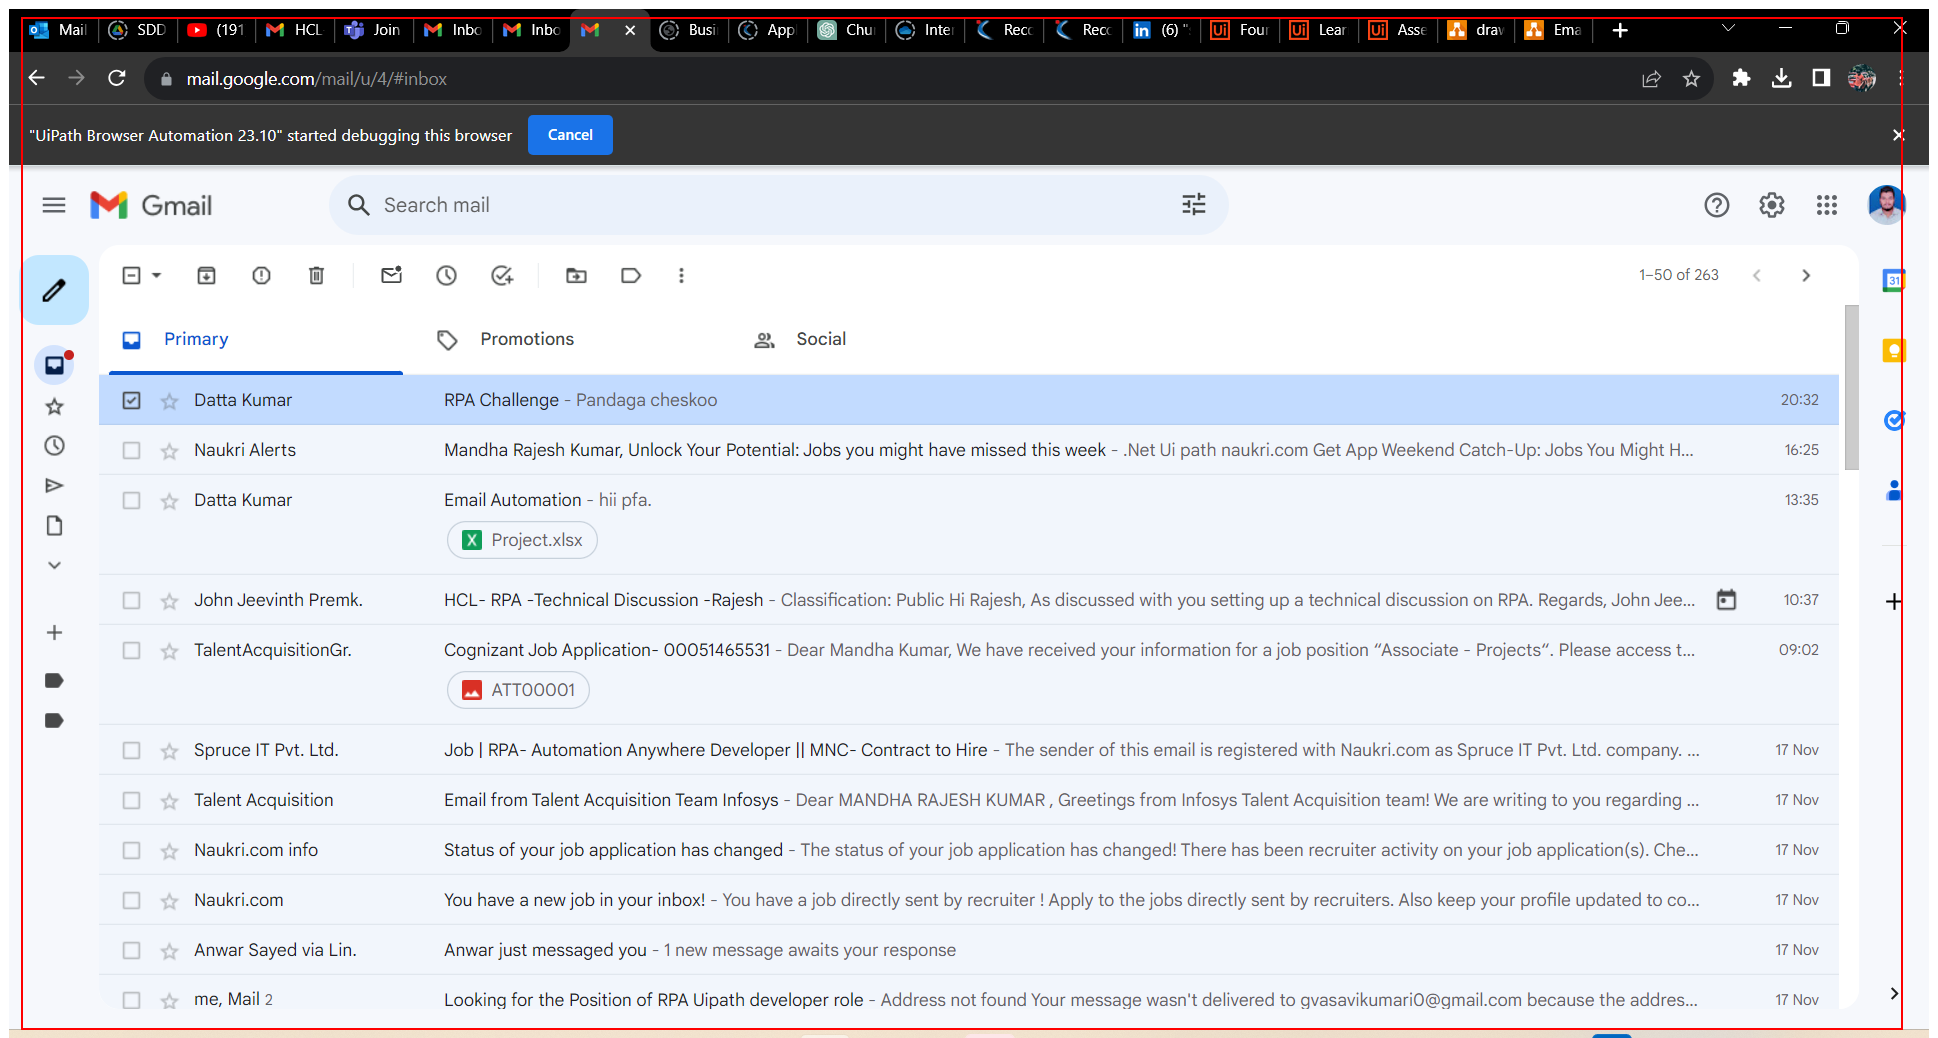 Mail SDD (191 HCL Join Inbo Inbo Busi App Chu Inte Recc Recc in (6) " Ui Four Ui Lear Ui Asse drav Ema
mail.google.com/mail/u/4/#inbox
"UiPath Browser Automation 23.10" started debugging this browser Cancel
Gmail Search mail
1–50 of 263
31
Primary Promotions Social
Datta Kumar RPA Challenge - Pandaga cheskoo 20:32
Naukri Alerts Mandha Rajesh Kumar, Unlock Your Potential: Jobs you might have missed this week - .Net Ui path naukri.com Get App Weekend Catch-Up: Jobs You Might H... 16:25
Datta Kumar Email Automation - hii pfa. 13:35
X Project.xlsx
John Jeevinth Premk. HCL- RPA -Technical Discussion -Rajesh - Classification: Public Hi Rajesh, As discussed with you setting up a technical discussion on RPA. Regards, John Jee... 10:37
TalentAcquisitionGr. Cognizant Job Application- 00051465531 - Dear Mandha Kumar, We have received your information for a job position “Associate - Projects“. Please access t... 09:02
ATT00001
Spruce IT Pvt. Ltd. Job | RPA- Automation Anywhere Developer || MNC- Contract to Hire - The sender of this email is registered with Naukri.com as Spruce IT Pvt. Ltd. company. ... 17 Nov
Talent Acquisition Email from Talent Acquisition Team Infosys - Dear MANDHA RAJESH KUMAR , Greetings from Infosys Talent Acquisition team! We are writing to you regarding ... 17 Nov
Naukri.com info Status of your job application has changed - The status of your job application has changed! There has been recruiter activity on your job application(s). Che... 17 Nov
Naukri.com You have a new job in your inbox! - You have a job directly sent by recruiter ! Apply to the jobs directly sent by recruiters. Also keep your profile updated to co... 17 Nov
Anwar Sayed via Lin. Anwar just messaged you - 1 new message awaits your response 17 Nov
me, Mail 2 Looking for the Position of RPA Uipath developer role - Address not found Your message wasn't delivered to gvasavikumari0@gmail.com because the addres... 17 Nov